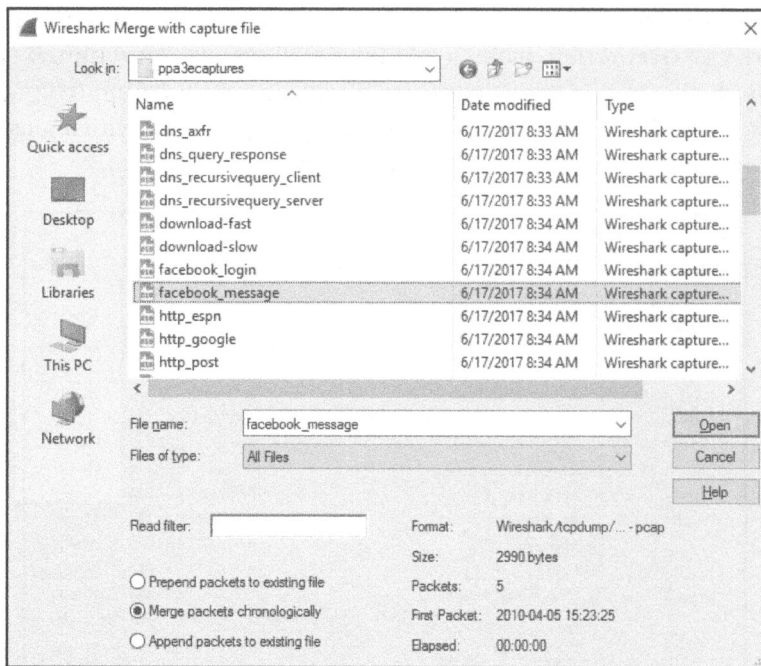 Wireshark: Merge with capture file
Look in: ppa3ecaptures
Name Date modified Type
dns_axfr 6/17/2017 8:33 AM Wireshark capture...
dns_query_response 6/17/2017 8:33 AM Wireshark capture...
dns_recursivequery_client 6/17/2017 8:33 AM Wireshark capture...
dns_recursivequery_server 6/17/2017 8:33 AM Wireshark capture...
download-fast 6/17/2017 8:34 AM Wireshark capture...
download-slow 6/17/2017 8:34 AM Wireshark capture...
facebook_login 6/17/2017 8:34 AM Wireshark capture...
facebook_message 6/17/2017 8:34 AM Wireshark capture...
http_espn 6/17/2017 8:34 AM Wireshark capture...
http_google 6/17/2017 8:34 AM Wireshark capture...
http_post 6/17/2017 8:34 AM Wireshark capture...
Quick access
Desktop
Libraries
This PC
Network
File name: facebook_message Open
Files of type: All Files Cancel
Help
Read filter: Format: Wireshark/tcpdump/... - pcap
Size: 2990 bytes
Prepend packets to existing file Packets: 5
Merge packets chronologically First Packet: 2010-04-05 15:23:25
Append packets to existing file Elapsed: 00:00:00